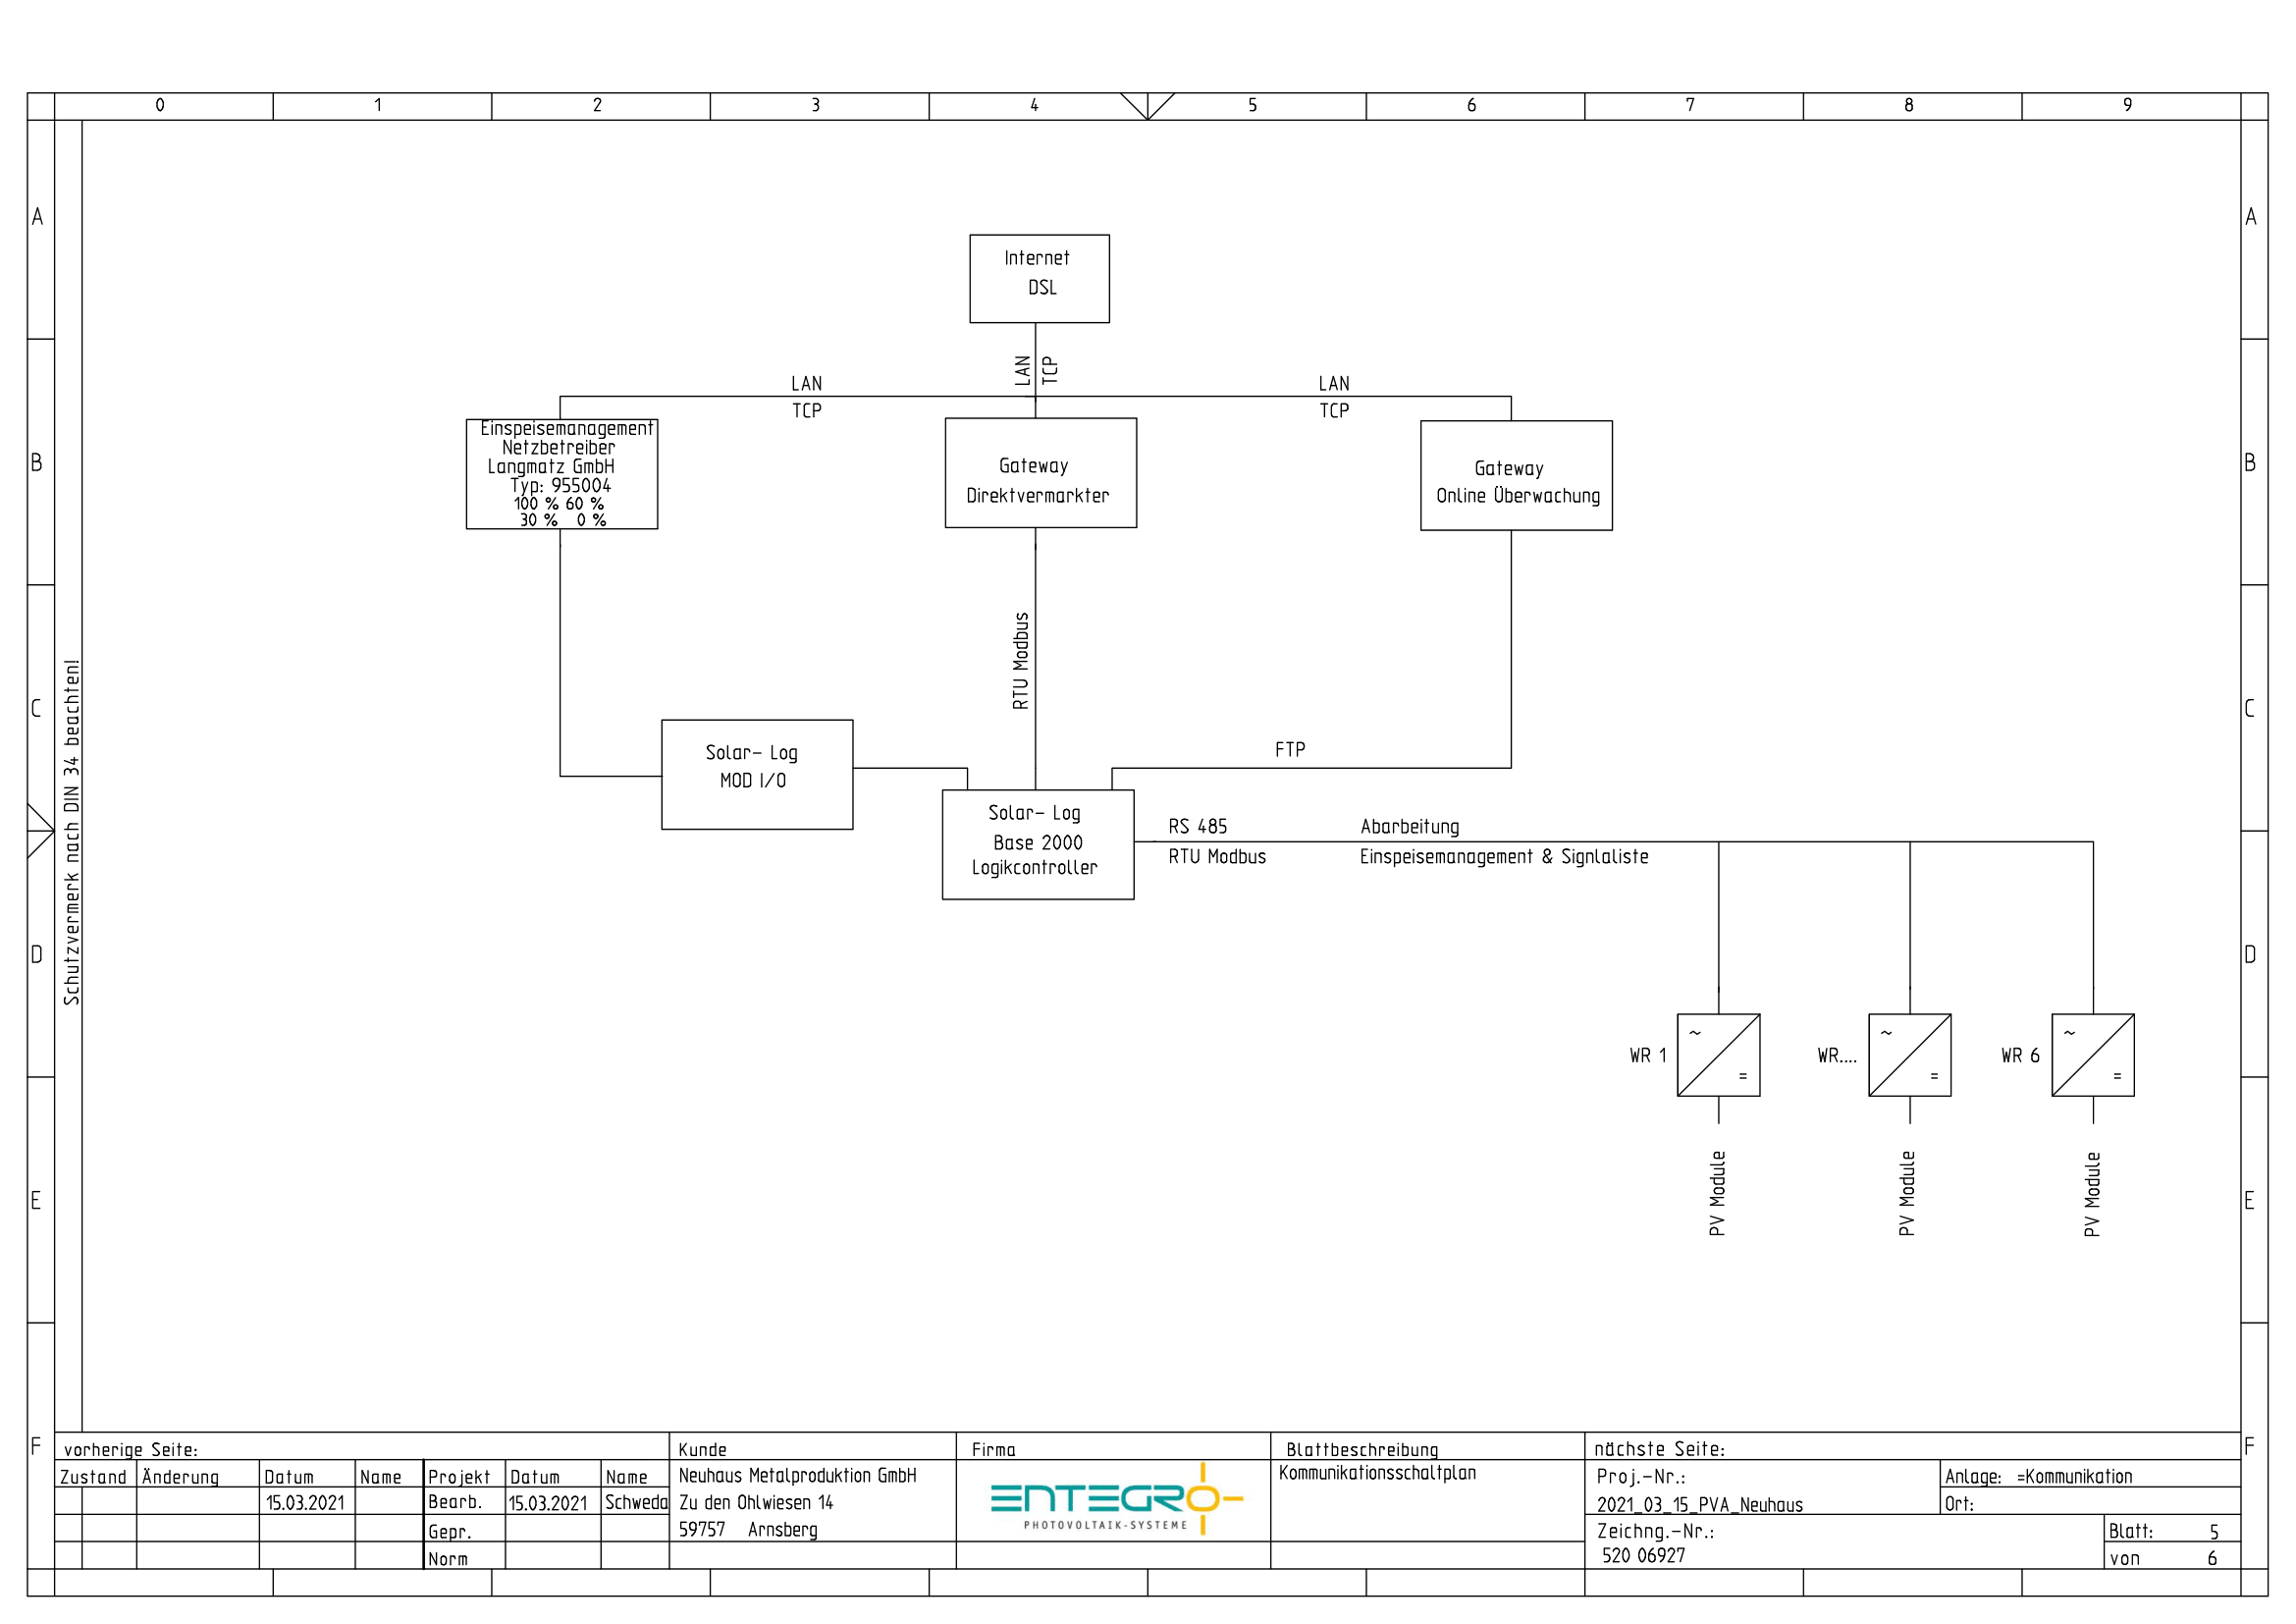 0 1 2 3 4 5 6 7 8 9
A A
B B
C C
D D
E E
F F
Schutzvermerk nach DIN 34 beachten!
Internet
DSL
LAN
TCP
LAN
TCP
LAN
TCP
Einspeisemanagement
Netzbetreiber
Langmatz GmbH
Typ: 955004
100 % 60 %
30 % 0 %
Gateway
Direktvermarkter
Gateway
Online Überwachung
RTU Modbus
Solar- Log
MOD I/O
FTP
Solar- Log
Base 2000
Logikcontroller
RS 485
RTU Modbus
Abarbeitung
Einspeisemanagement & Signlaliste
WR 1
~
=
WR....
~
=
WR 6
~
=
PV Module
PV Module
PV Module
vorherige Seite:
Zustand Änderung Datum Name Projekt Datum Name
15.03.2021 Bearb. 15.03.2021 Schweda
Gepr.
Norm
Kunde
Neuhaus Metalproduktion GmbH
Zu den Ohlwiesen 14
59757 Arnsberg
Firma
ENTEGRO
PHOTOVOLTAIK-SYSTEME
Blattbeschreibung
Kommunikationsschaltplan
nächste Seite:
Proj.-Nr.:
2021_03_15_PVA_Neuhaus
Anlage: =Kommunikation
Ort:
Zeichng.-Nr.:
520 06927
Blatt: 5
von 6